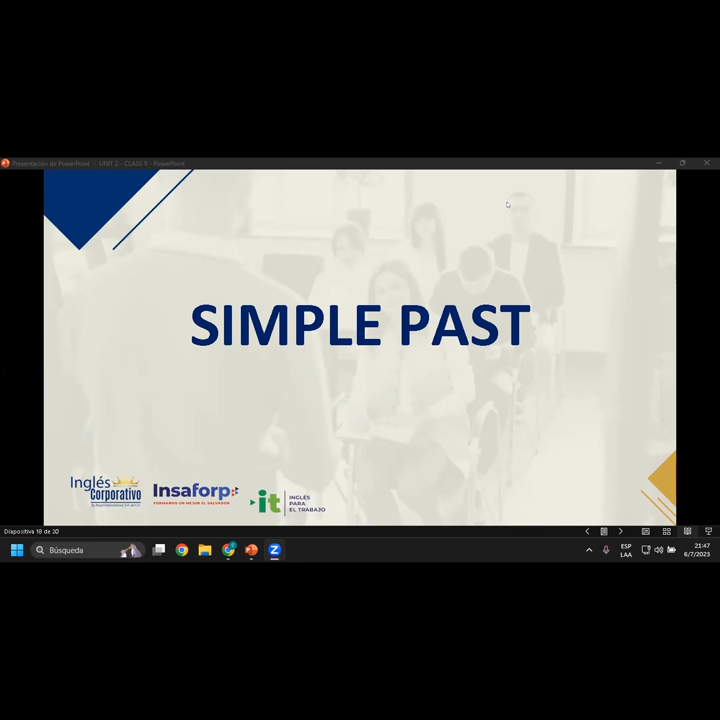 Presentación de PowerPoint - UNIT 2 - CLASS 9 - PowerPoint
SIMPLE PAST
Inglés
Corporativo
Insaforp
FORMANDO UN MEJOR EL SALVADOR
it
INGLÉS
PARA
EL TRABAJO
Diapositiva 18 de 20
Búsqueda
ESP
LAA
21:47
6/7/2023